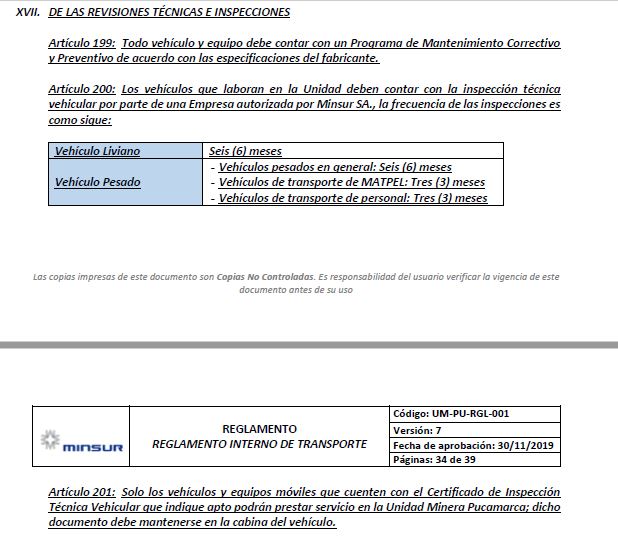 XVII. DE LAS REVISIONES TÉCNICAS E INSPECCIONES
Artículo 199: Todo vehículo y equipo debe contar con un Programa de Mantenimiento Correctivo
y Preventivo de acuerdo con las especificaciones del fabricante.
Artículo 200: Los vehículos que laboran en la Unidad deben contar con la inspección técnica
vehicular por parte de una Empresa autorizada por Minsur SA., la frecuencia de las inspecciones es
como sigue:
Vehículo Liviano Seis (6) meses
- Vehículos pesados en general: Seis (6) meses
Vehículo Pesado - Vehículos de transporte de MATPEL: Tres (3) meses
- Vehículos de transporte de personal: Tres (3) meses
Las copias impresas de este documento son Copias No Controladas. Es responsabilidad del usuario verificar la vigencia de este
documento antes de su uso
MINSUR
REGLAMENTO
REGLAMENTO INTERNO DE TRANSPORTE
Código: UM-PU-RGL-001
Versión: 7
Fecha de aprobación: 30/11/2019
Páginas: 34 de 39
Artículo 201: Solo los vehículos y equipos móviles que cuenten con el Certificado de Inspección
Técnica Vehicular que indique apto podrán prestar servicio en la Unidad Minera Pucamarca; dicho
documento debe mantenerse en la cabina del vehículo.